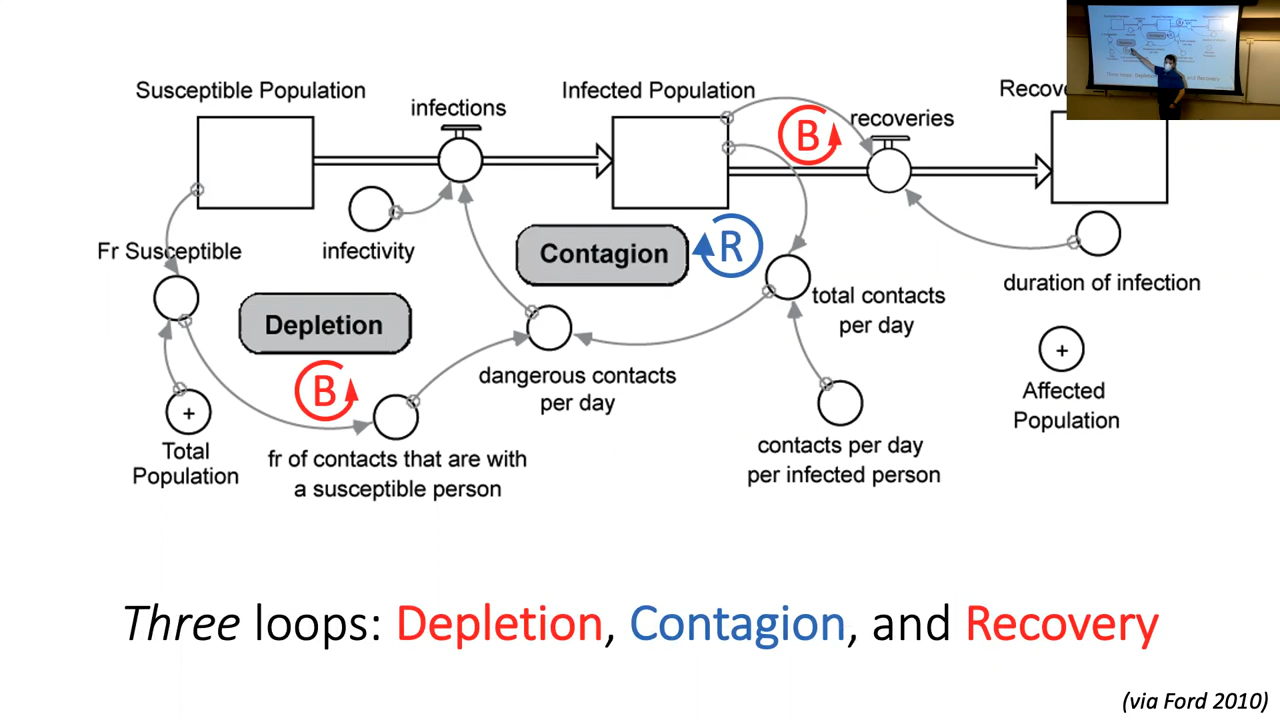 Susceptible Population
infections
Infected Population
B
recoveries
Recov
Fr Susceptible
infectivity
Contagion
R
total contacts
per day
duration of infection
Depletion
B
dangerous contacts
per day
+
Affected
Population
+
Total
Population
fr of contacts that are with
a susceptible person
contacts per day
per infected person
Three loops: Depletion, Contagion, and Recovery
(via Ford 2010)